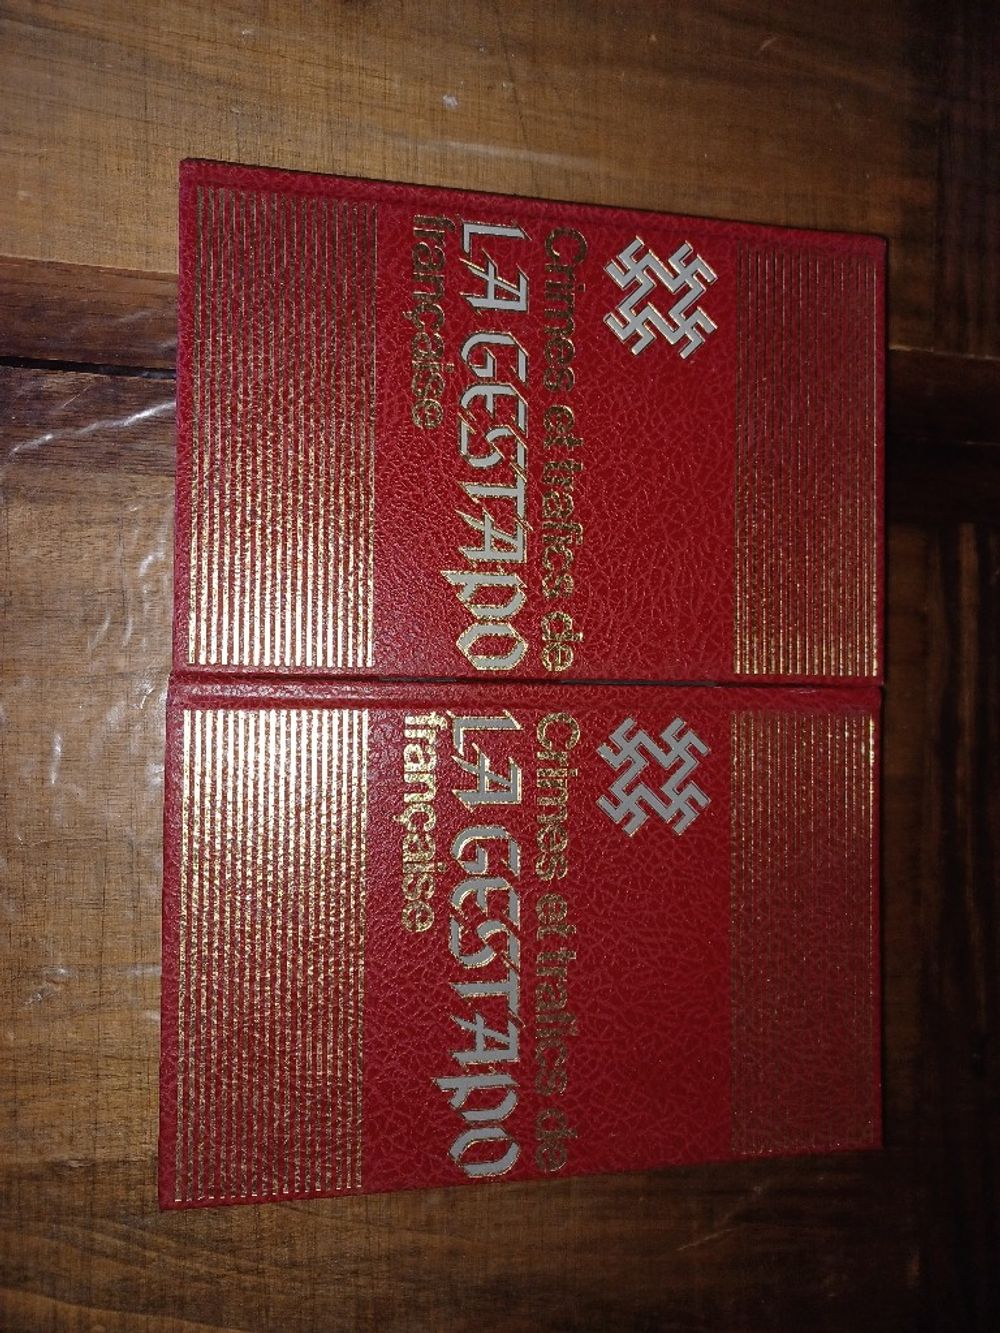 Crimes et trafics de
LA GESTAPO
française
Crimes et trafics de
LA GESTAPO
française